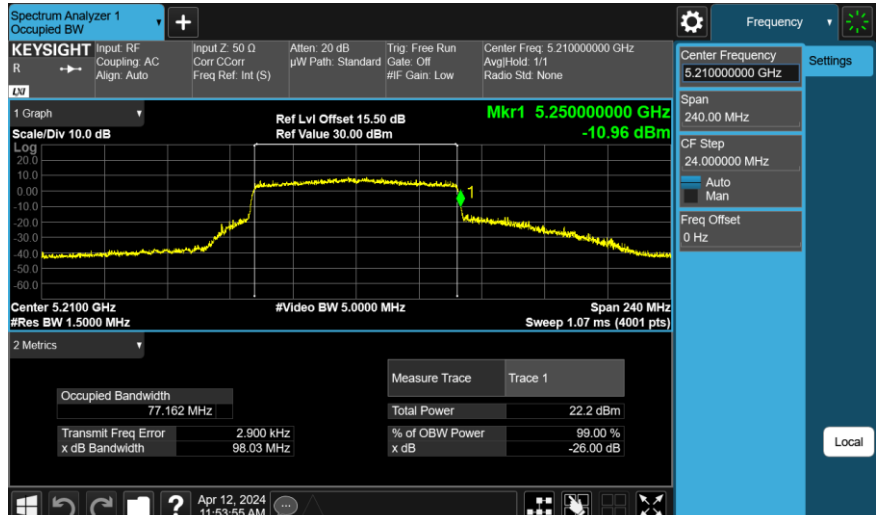 Spectrum Analyzer 1
Occupied BW
+
Frequency
KEYSIGHT
R
LXI
Input: RF
Coupling: AC
Align: Auto
Input Z: 50 Ω
Corr CCorr
Freq Ref: Int (S)
Atten: 20 dB
µW Path: Standard
Trig: Free Run
Gate: Off
#IF Gain: Low
Center Freq: 5.210000000 GHz
Avg|Hold: 1/1
Radio Std: None
1 Graph
Scale/Div 10.0 dB
Ref Lvl Offset 15.50 dB
Ref Value 30.00 dBm
Mkr1 5.250000000 GHz
-10.96 dBm
Log
20.0
10.0
0.00
-10.0
-20.0
-30.0
-40.0
-50.0
-60.0
1
Center 5.2100 GHz
#Res BW 1.5000 MHz
#Video BW 5.0000 MHz
Span 240 MHz
Sweep 1.07 ms (4001 pts)
2 Metrics
Occupied Bandwidth
77.162 MHz
Transmit Freq Error 2.900 kHz
x dB Bandwidth 98.03 MHz
Measure Trace Trace 1
Total Power 22.2 dBm
% of OBW Power 99.00 %
x dB -26.00 dB
Center Frequency
5.210000000 GHz
Settings
Span
240.00 MHz
CF Step
24.000000 MHz
Auto
Man
Freq Offset
0 Hz
Local
?
Apr 12, 2024
11:53:55 AM